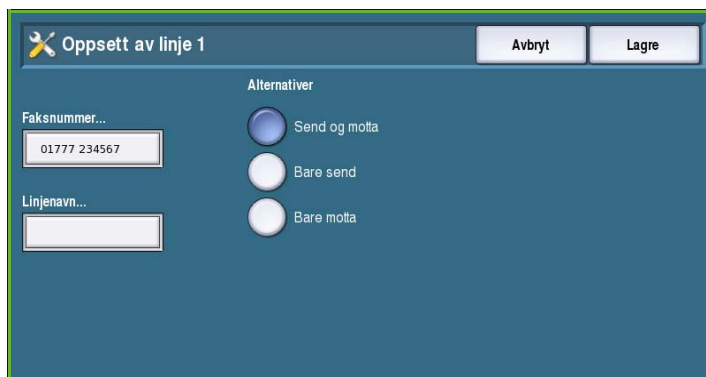 Oppsett av linje 1
Avbryt
Lagre
Alternativer
Faksnummer...
01777 234567
Send og motta
Bare send
Linjenavn...
Bare motta